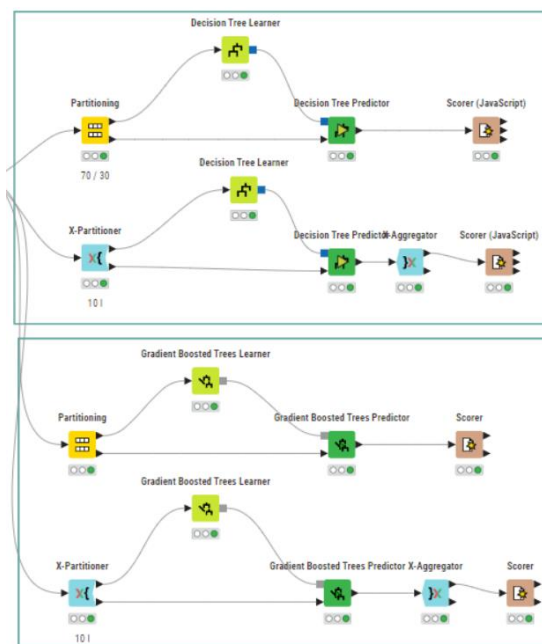 Decision Tree Learner
Partitioning
Decision Tree Predictor
Scorer (JavaScript)
70 / 30
Decision Tree Learner
X-Partitioner
Decision Tree Predictor
X-Aggregator
Scorer (JavaScript)
10 l
Gradient Boosted Trees Learner
Partitioning
Gradient Boosted Trees Predictor
Scorer
Gradient Boosted Trees Learner
X-Partitioner
Gradient Boosted Trees Predictor
X-Aggregator
Scorer
10 l